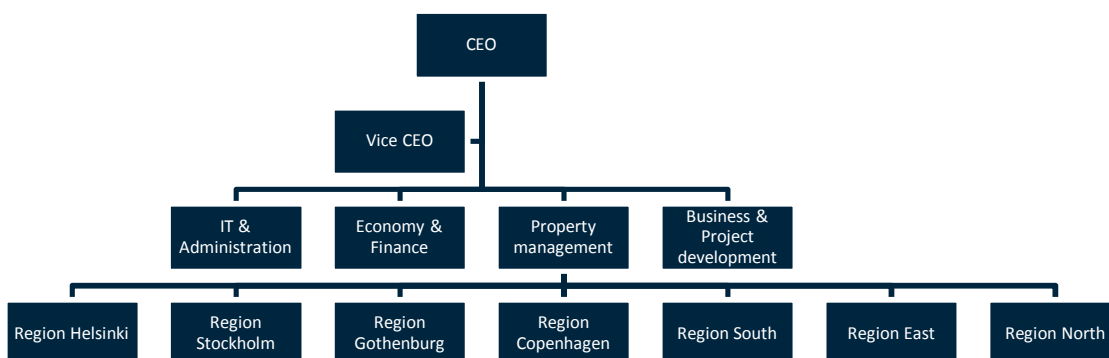 CEO
Vice CEO
IT &
Administration
Economy &
Finance
Property
management
Business &
Project
development
Region Helsinki
Region
Stockholm
Region
Gothenburg
Region
Copenhagen
Region South
Region East
Region North